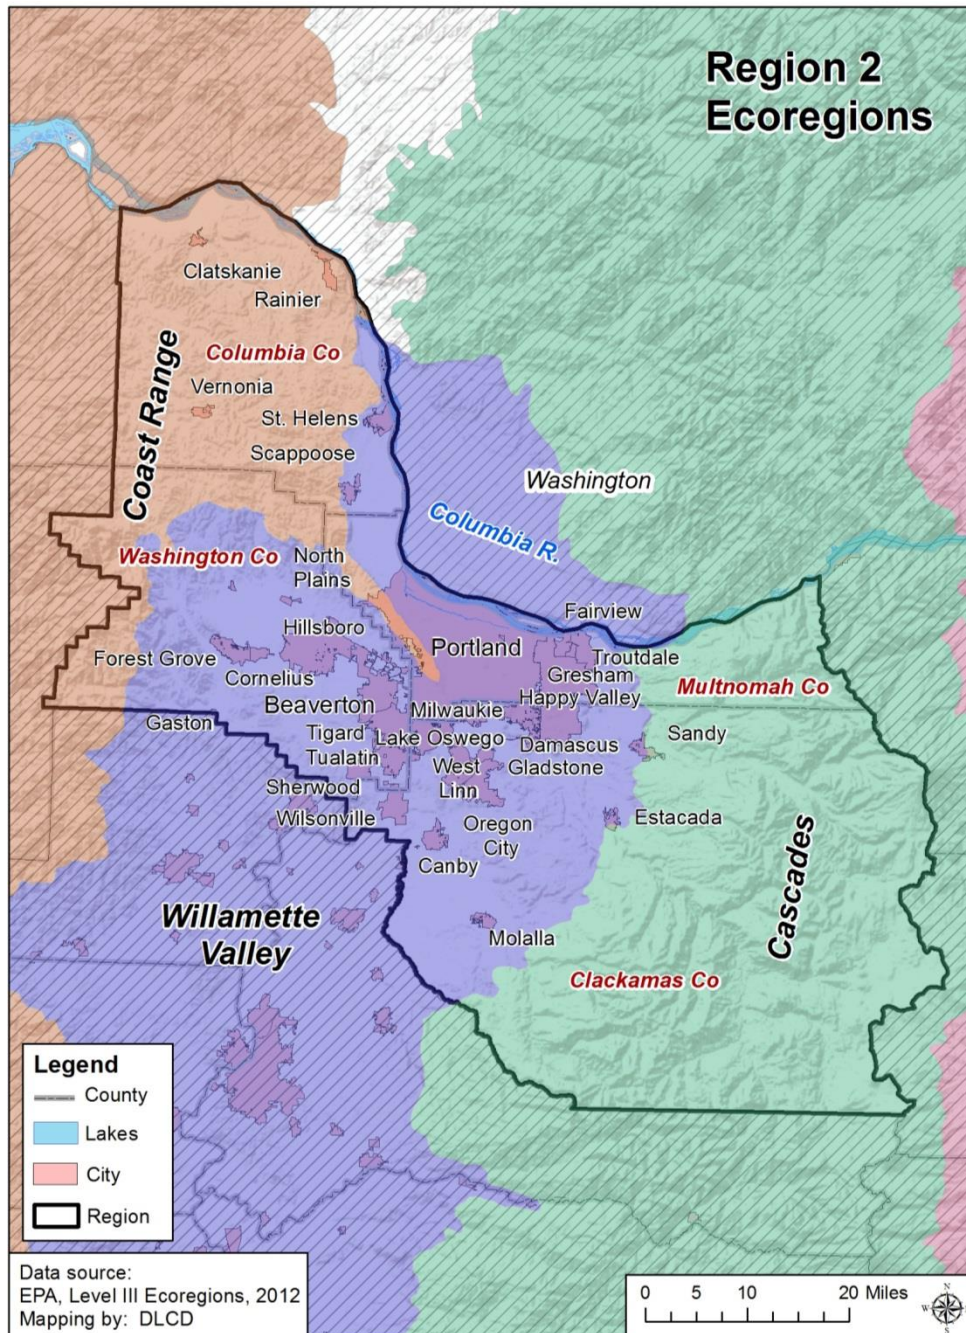 Region 2
Ecoregions
Clatskanie
Rainier
Columbia Co
Coast Range
Vernonia
St. Helens
Scappoose
Washington
Columbia R.
Washington Co
North
Plains
Fairview
Hillsboro
Portland
Troutdale
Forest Grove
Gresham
Cornelius
Multnomah Co
Happy Valley
Beaverton
Milwaukie
Gaston
Tigard
Lake Oswego
Sandy
Damascus
Tualatin
West
Linn
Gladstone
Sherwood
Wilsonville
Oregon
City
Estacada
Canby
Cascades
Willamette
Valley
Molalla
Clackamas Co
Legend
County
Lakes
City
Region
Data source:
EPA, Level III Ecoregions, 2012
Mapping by: DLCD
0 5 10 20 Miles
N
W E
S